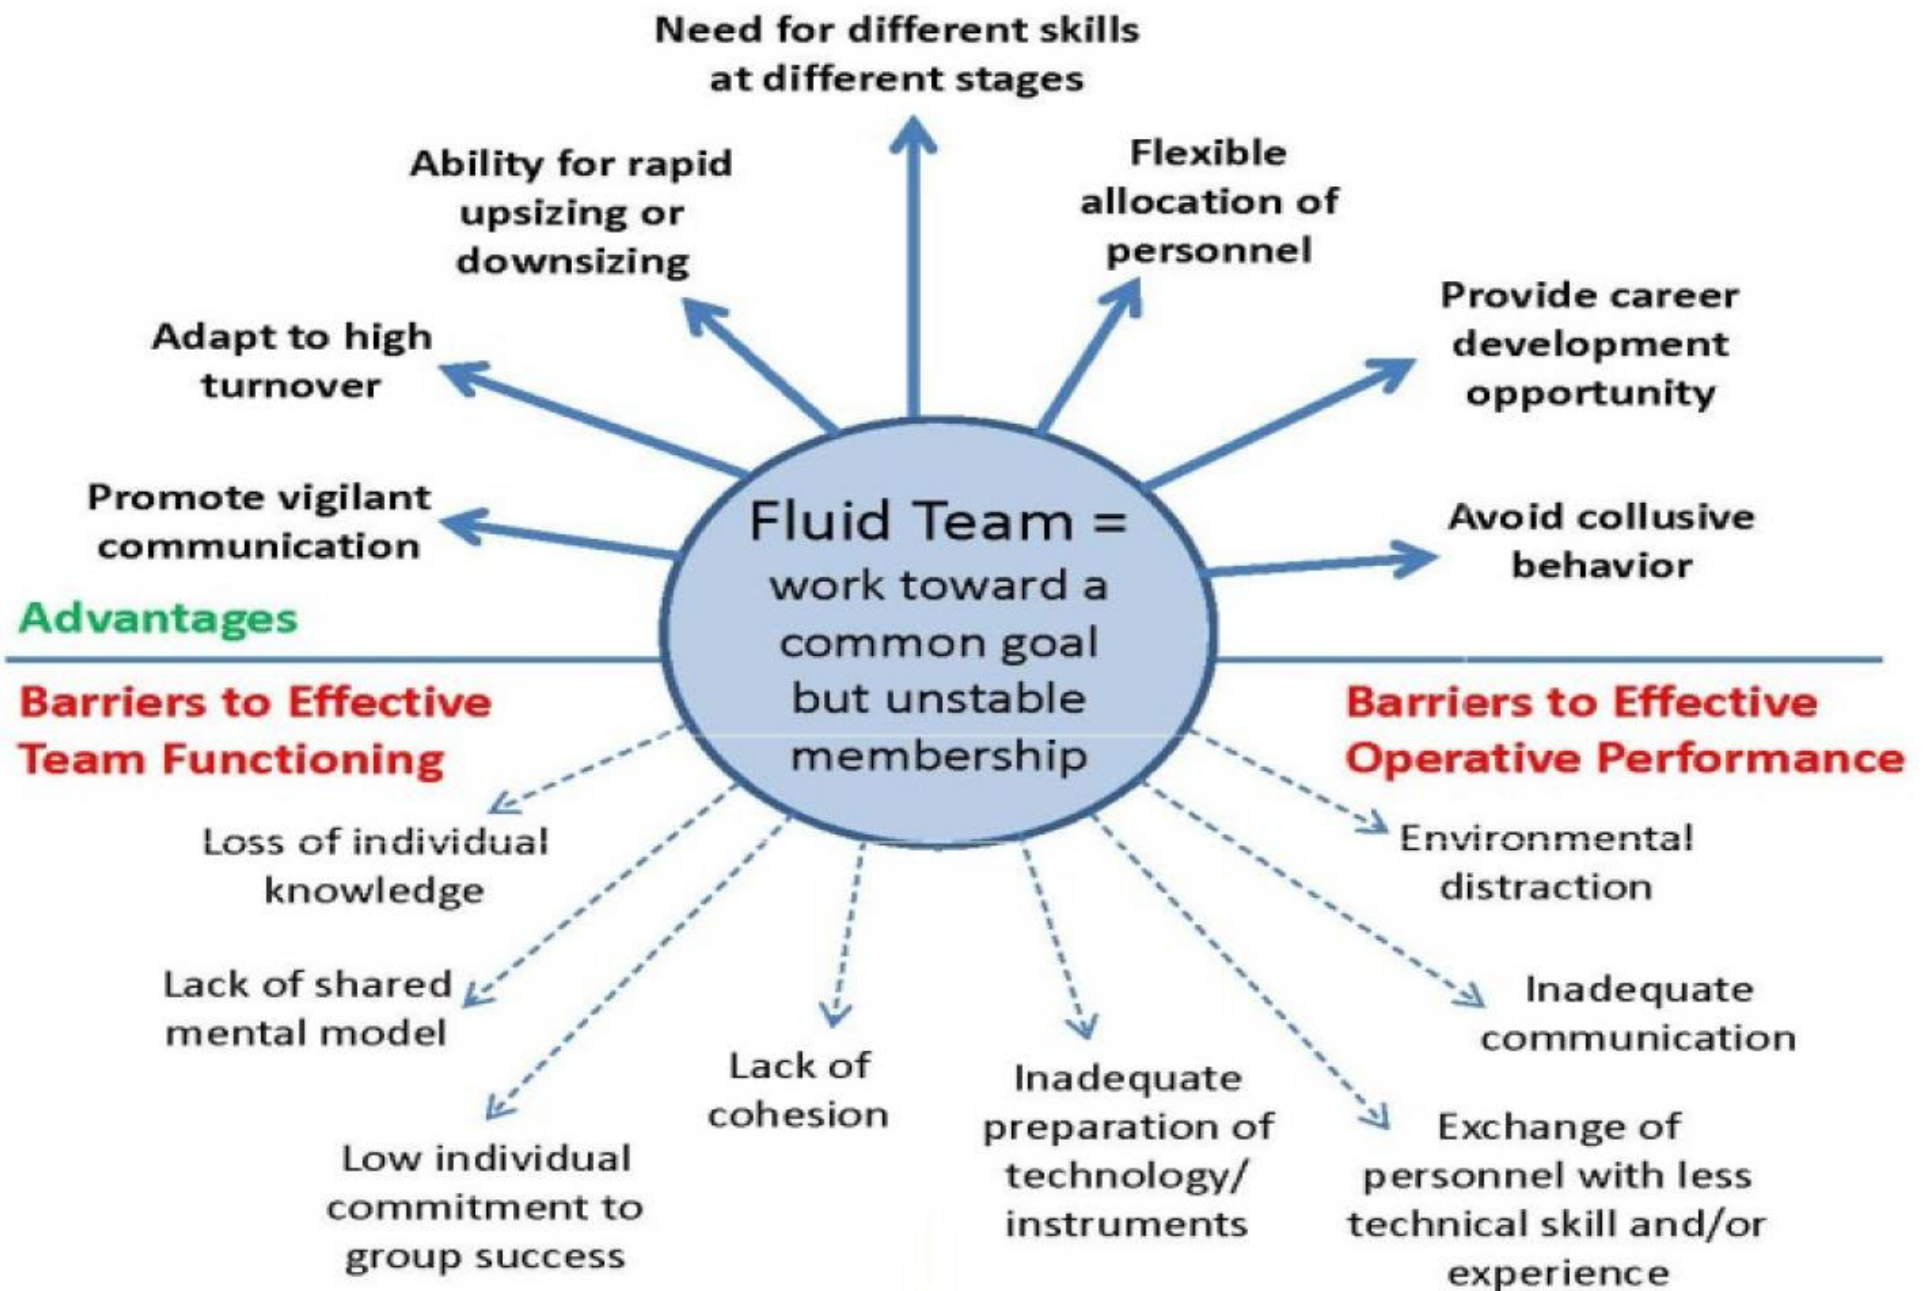 Need for different skills
at different stages
Ability for rapid
upsizing or
downsizing
Flexible
allocation of
personnel
Adapt to high
turnover
Provide career
development
opportunity
Promote vigilant
communication
Avoid collusive
behavior
Fluid Team =
work toward a
common goal
but unstable
membership
Advantages
Barriers to Effective
Team Functioning
Barriers to Effective
Operative Performance
Loss of individual
knowledge
Lack of shared
mental model
Low individual
commitment to
group success
Lack of
cohesion
Inadequate
preparation of
technology/
instruments
Exchange of
personnel with less
technical skill and/or
experience
Inadequate
communication
Environmental
distraction